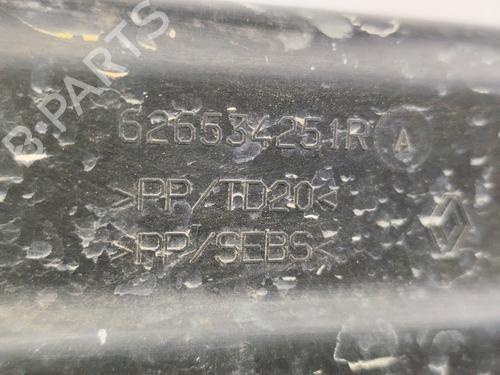 B-PARTS
626534251R A
>PP/TD20<
>PP/SEBS<